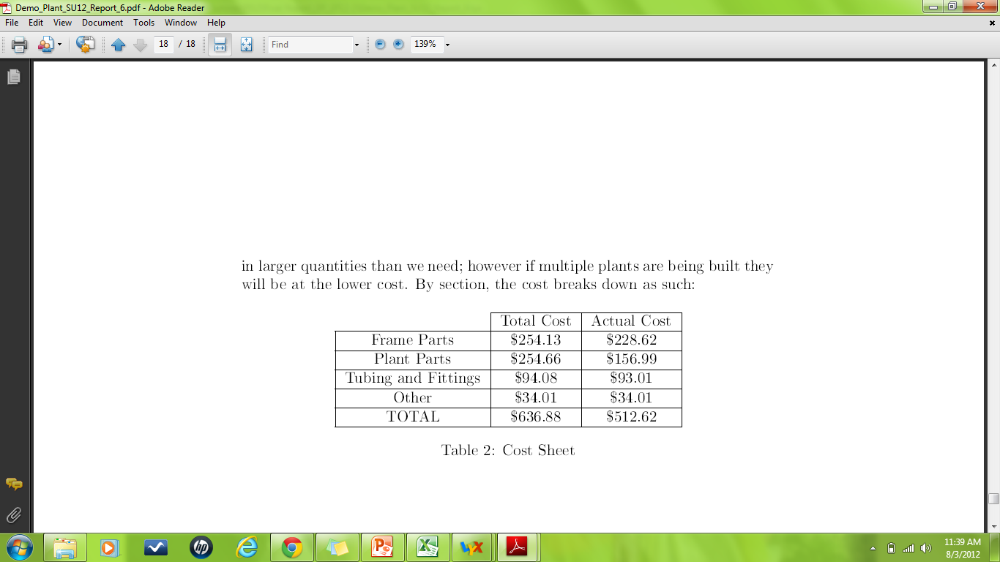 Demo_Plant_SU12_Report_6.pdf - Adobe Reader
File Edit View Document Tools Window Help
18 / 18 Find 139%
in larger quantities than we need; however if multiple plants are being built they
will be at the lower cost. By section, the cost breaks down as such:
Total Cost Actual Cost
Frame Parts $254.13 $228.62
Plant Parts $254.66 $156.99
Tubing and Fittings $94.08 $93.01
Other $34.01 $34.01
TOTAL $636.88 $512.62
Table 2: Cost Sheet
11:39 AM
8/3/2012